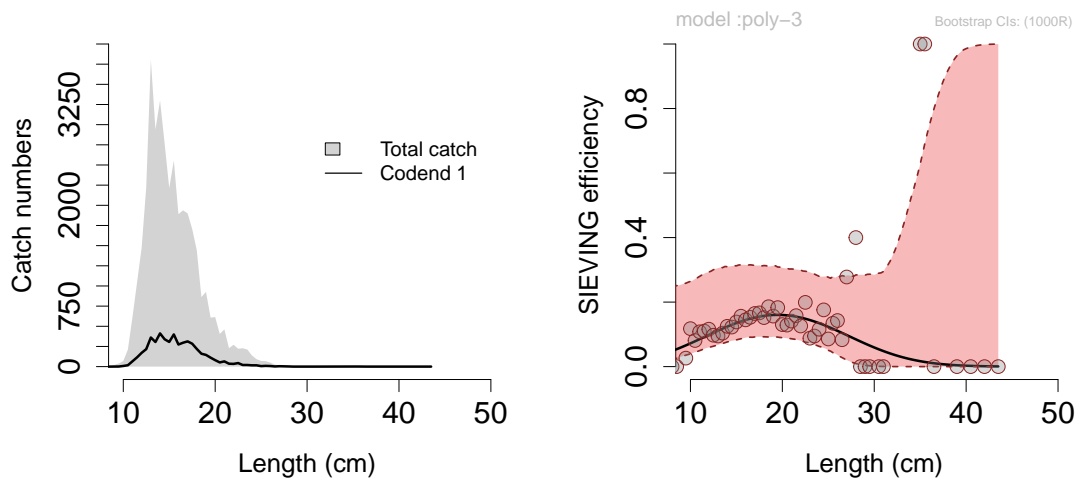 model :poly−3
Bootstrap CIs: (1000R)
Catch numbers
0
750
2000
3250
Total catch
Codend 1
10
20
30
40
50
Length (cm)
SIEVING efficiency
0.0
0.4
0.8
10
20
30
40
50
Length (cm)